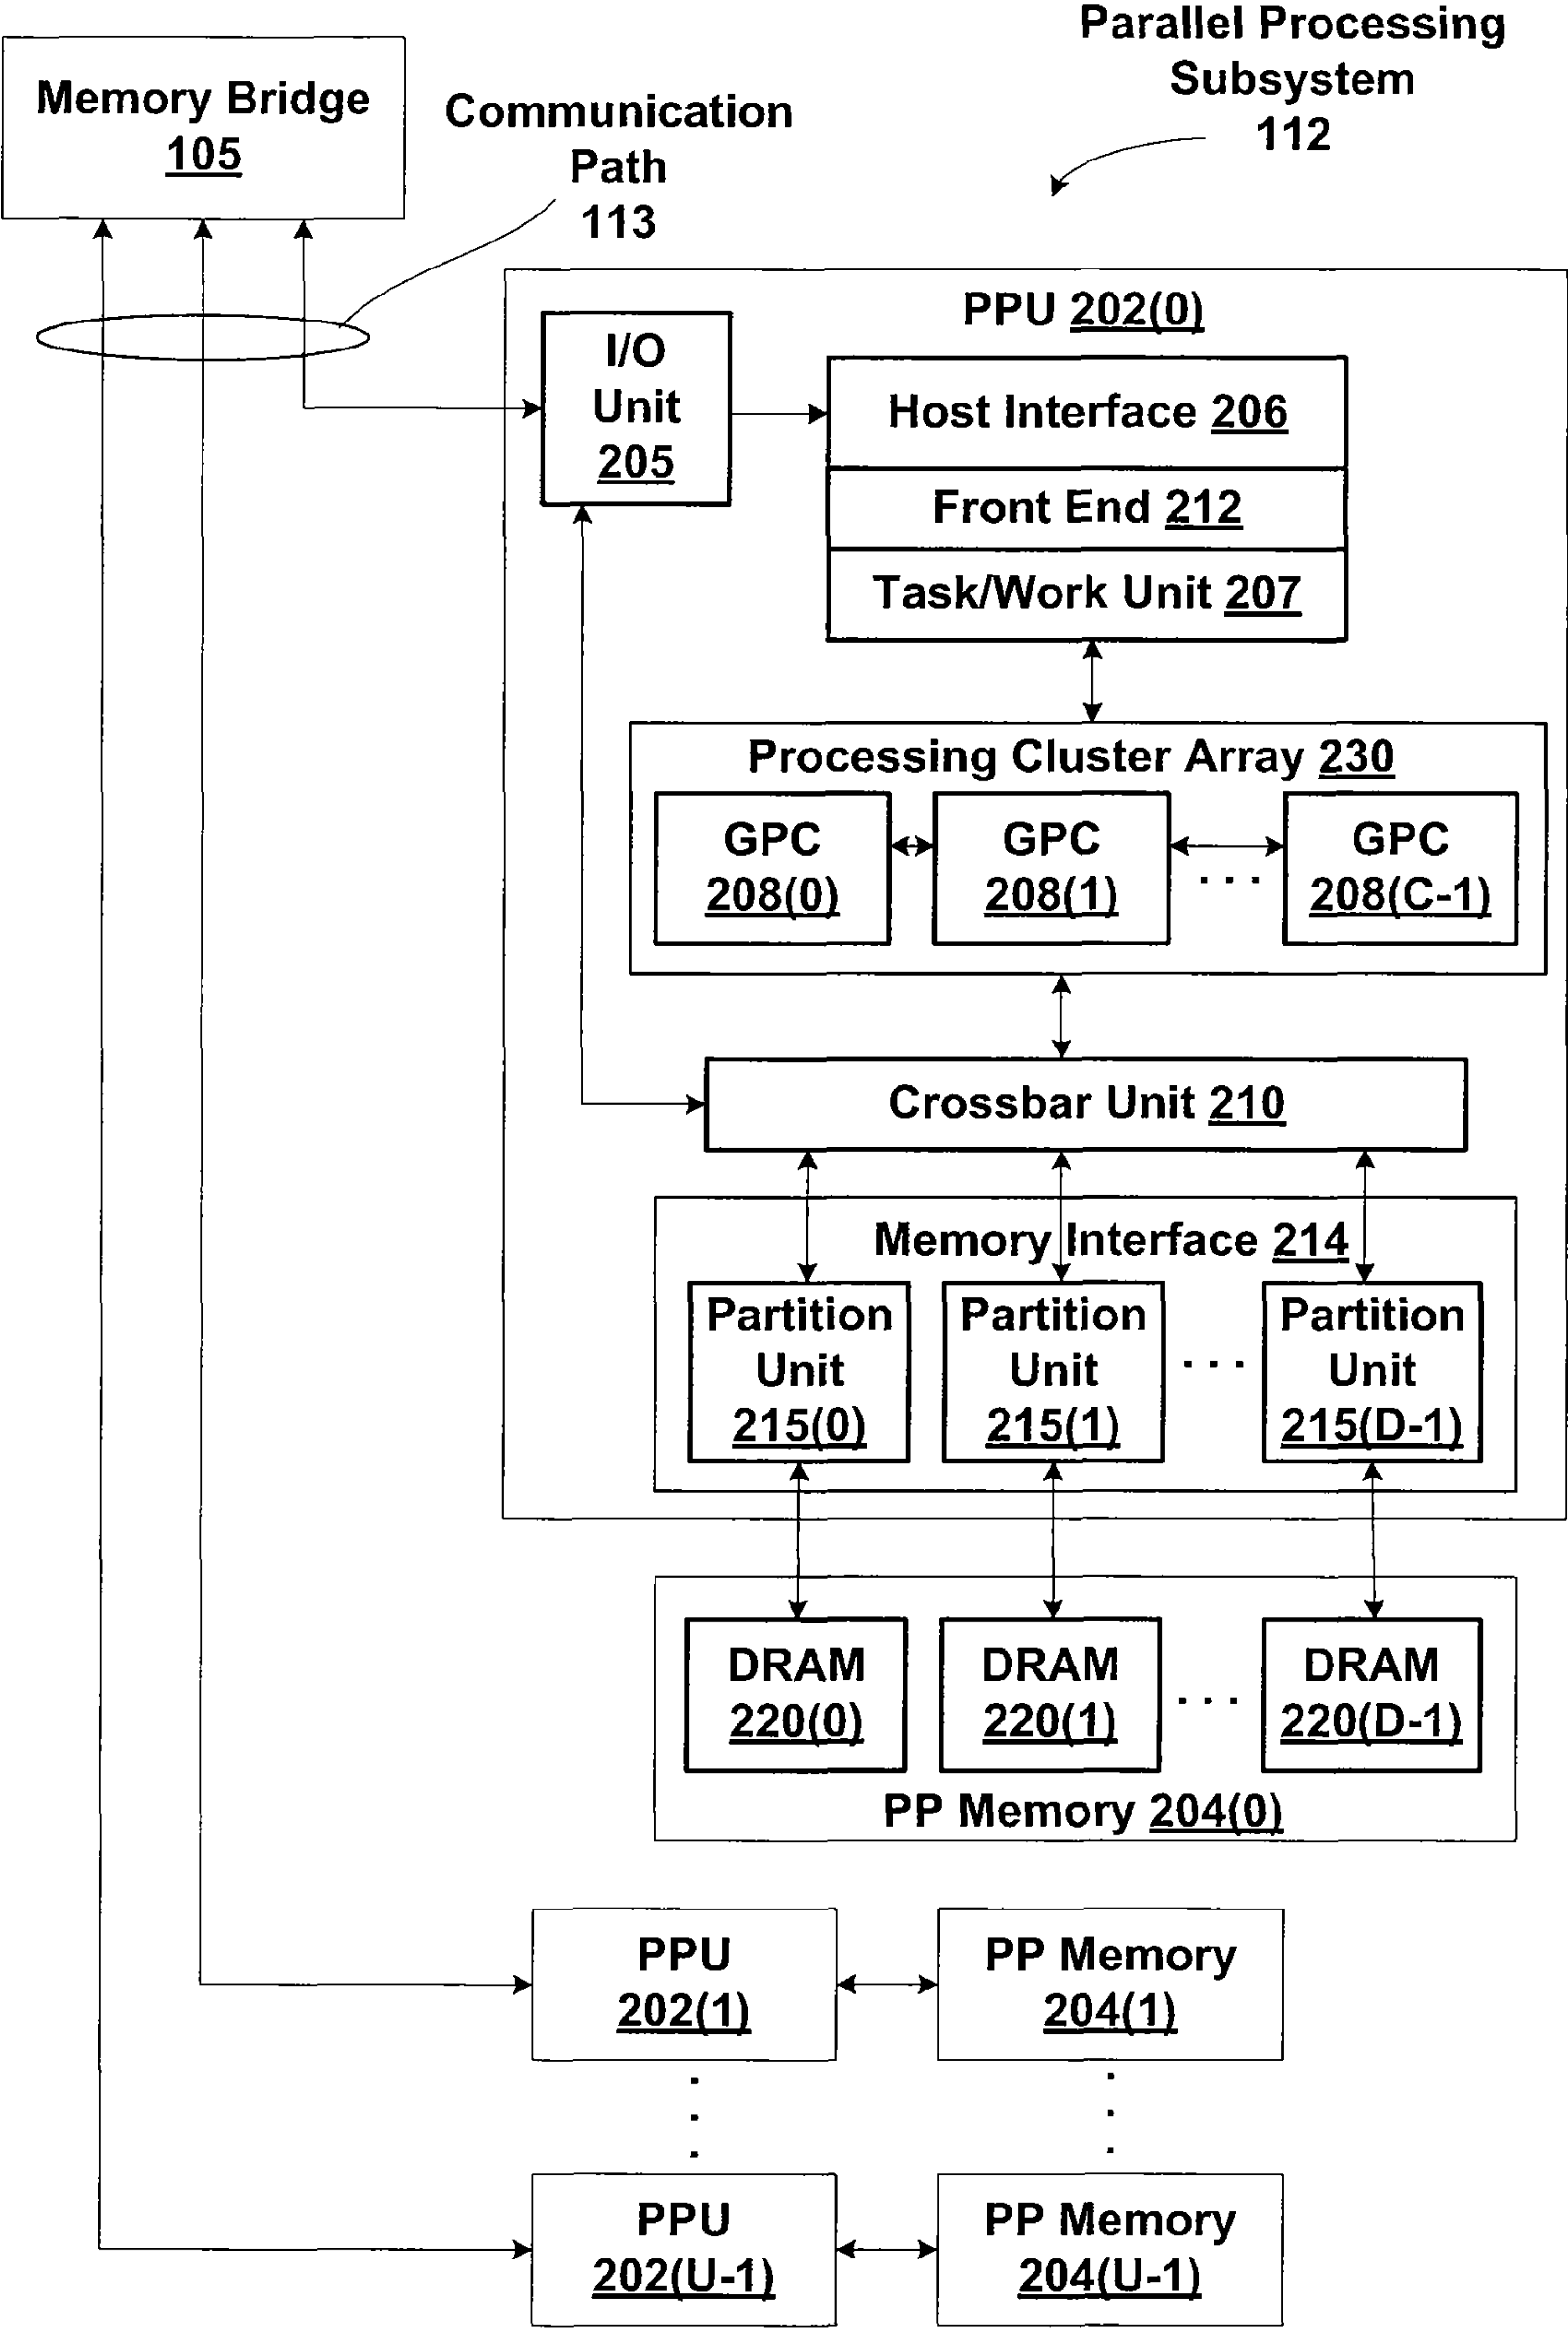 Parallel Processing
Subsystem
112
Memory Bridge
105
Communication
Path
113
PPU 202(0)
I/O
Unit
205
Host Interface 206
Front End 212
Task/Work Unit 207
Processing Cluster Array 230
GPC
208(0)
GPC
208(1)
. . .
GPC
208(C-1)
Crossbar Unit 210
Memory Interface 214
Partition
Unit
215(0)
Partition
Unit
215(1)
. . .
Partition
Unit
215(D-1)
DRAM
220(0)
DRAM
220(1)
. . .
DRAM
220(D-1)
PP Memory 204(0)
PPU
202(1)
PP Memory
204(1)
PPU
202(U-1)
PP Memory
204(U-1)